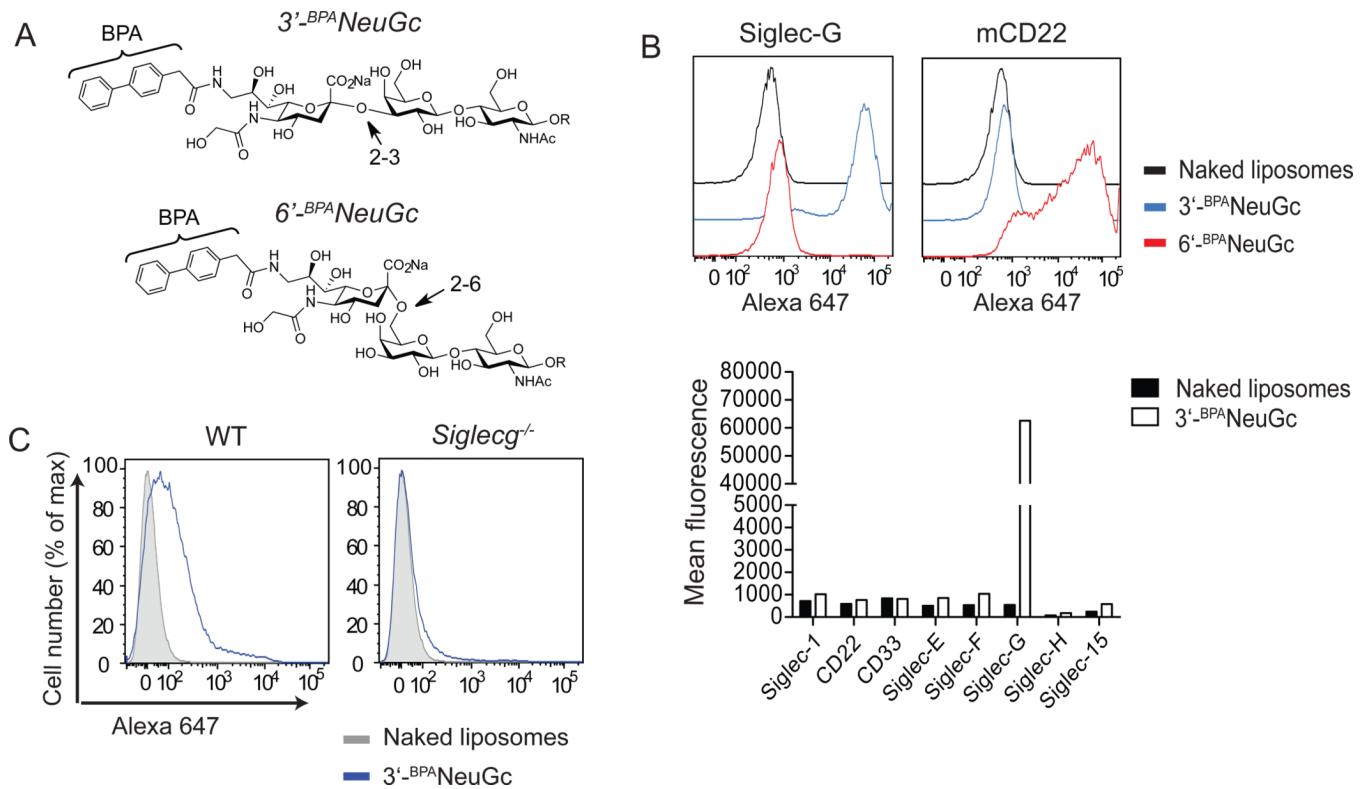 A
3'-BPANeuGc
BPA
OH
H
N
O
OH
CO2Na
O
HO
OH
O
OH
HN
OH
O
HO
O
OH
O
O
HO
OR
NHAc
2-3
6'-BPANeuGc
BPA
OH
H
N
O
OH
CO2Na
O
2-6
HN
OH
O
HO
O
HO
O
OH
HO
OH
O
O
HO
OR
NHAc
B
Siglec-G mCD22
0 10² 10³ 10⁴ 10⁵ 0 10² 10³ 10⁴ 10⁵
Alexa 647 Alexa 647
Naked liposomes
3'-BPANeuGc
6'-BPANeuGc
Mean fluorescence
80000
70000
60000
50000
40000
5000
4000
3000
2000
1000
0
Siglec-1 CD22 CD33 Siglec-E Siglec-F Siglec-G Siglec-H Siglec-15
Naked liposomes
3'-BPANeuGc
C
WT Siglecg-/-
Cell number (% of max)
100 100
80 80
60 60
40 40
20 20
0 0
0 10² 10³ 10⁴ 10⁵ 0 10² 10³ 10⁴ 10⁵
Alexa 647
Naked liposomes
3'-BPANeuGc